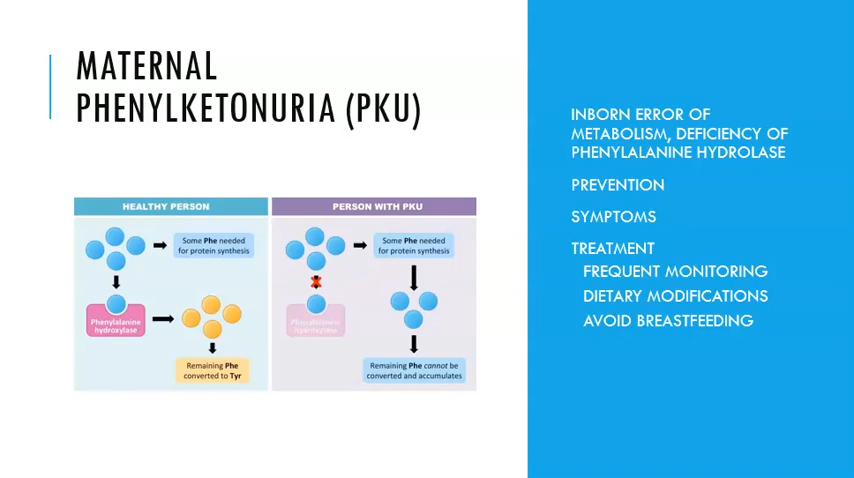 MATERNAL
PHENYLKETONURIA (PKU)
HEALTHY PERSON
Some Phe needed
for protein synthesis
Phenylalanine
hydroxylase
Remaining Phe
converted to Tyr
PERSON WITH PKU
Some Phe needed
for protein synthesis
Phenylalanine
hydroxylase
Remaining Phe cannot be
converted and accumulates
INBORN ERROR OF
METABOLISM, DEFICIENCY OF
PHENYLALANINE HYDROLASE
PREVENTION
SYMPTOMS
TREATMENT
FREQUENT MONITORING
DIETARY MODIFICATIONS
AVOID BREASTFEEDING